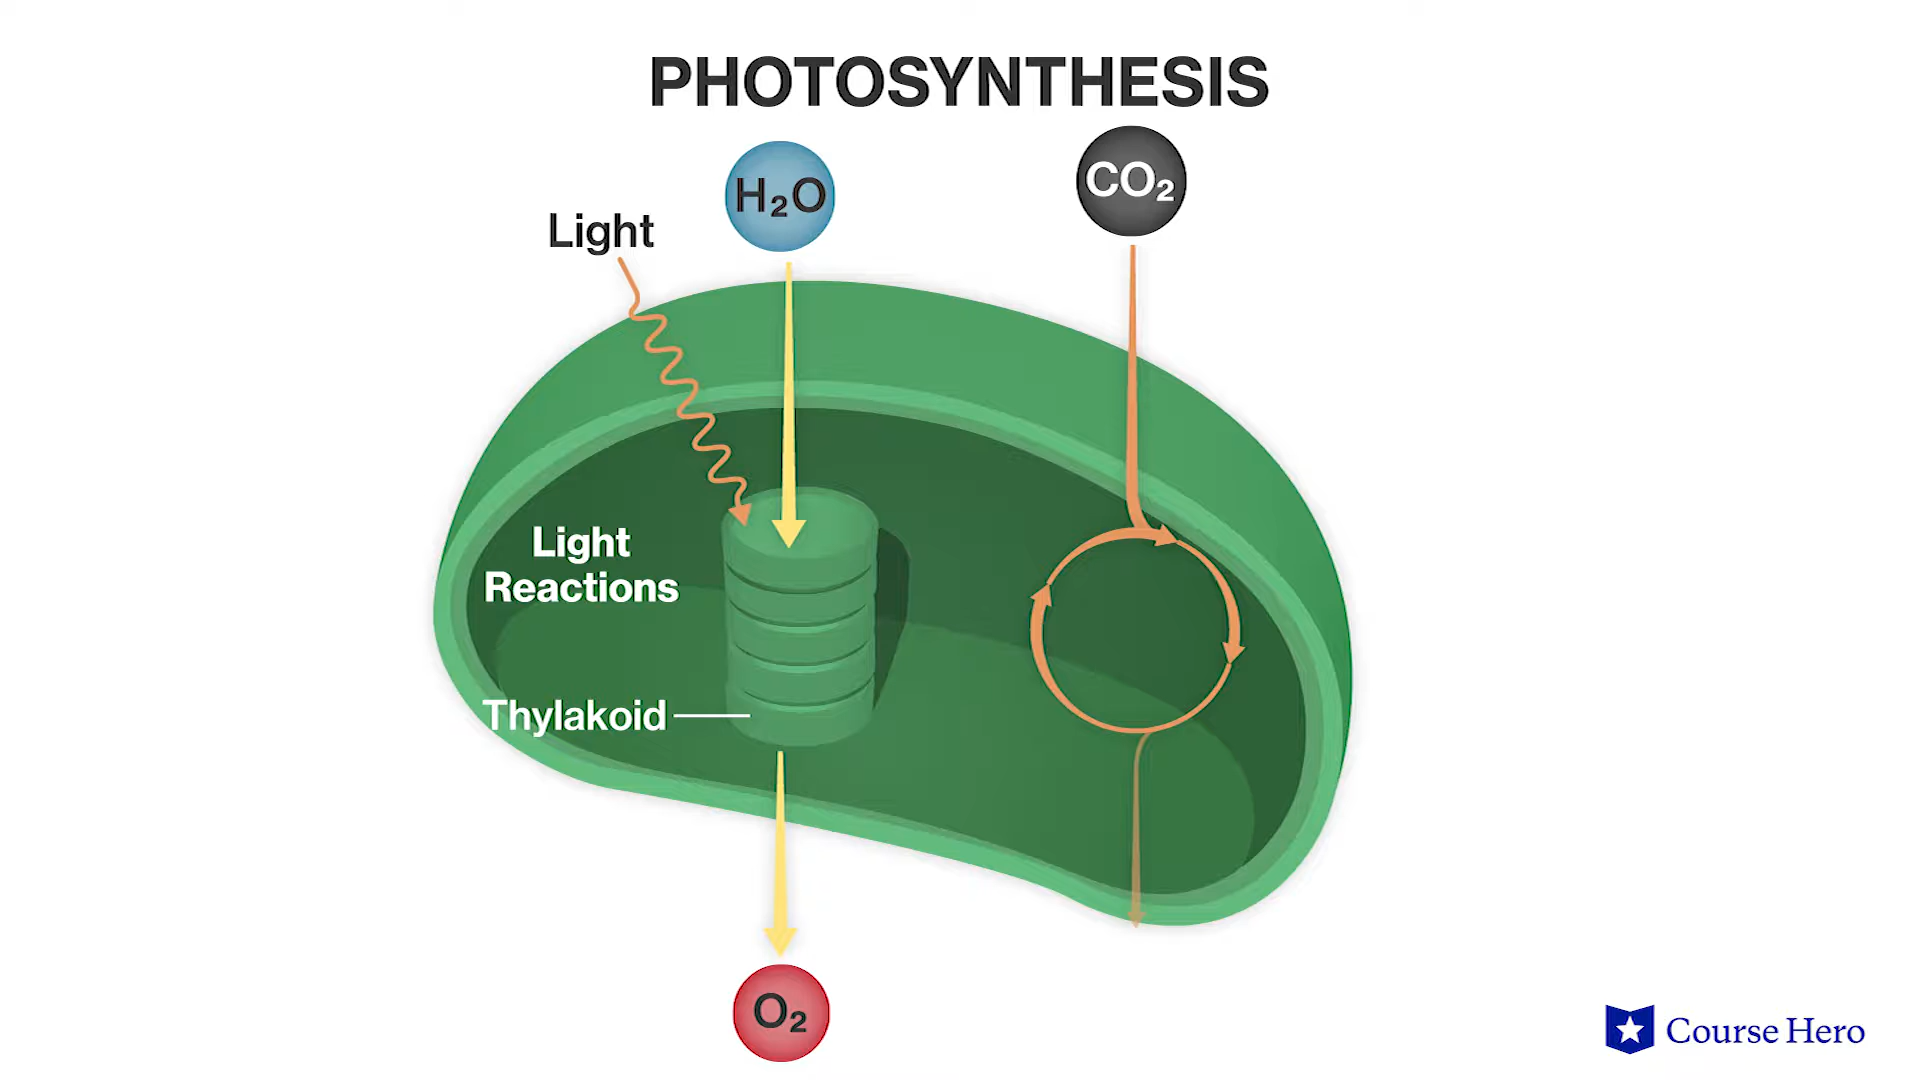 PHOTOSYNTHESIS
H₂O
CO₂
Light
Light
Reactions
Thylakoid
O₂
Course Hero